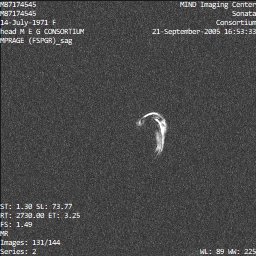 M87174545
M87174545
14-July-1971 F
head M E G CONSORTIUM
MPRAGE (FSPGR)_sag
MIND Imaging Center
Sonata
Consortium
21-September-2005 16:53:33
ST: 1.30 SL: 73.77
RT: 2730.00 ET: 3.25
FS: 1.49
MR
Images: 131/144
Series: 2
WL: 89 WW: 225